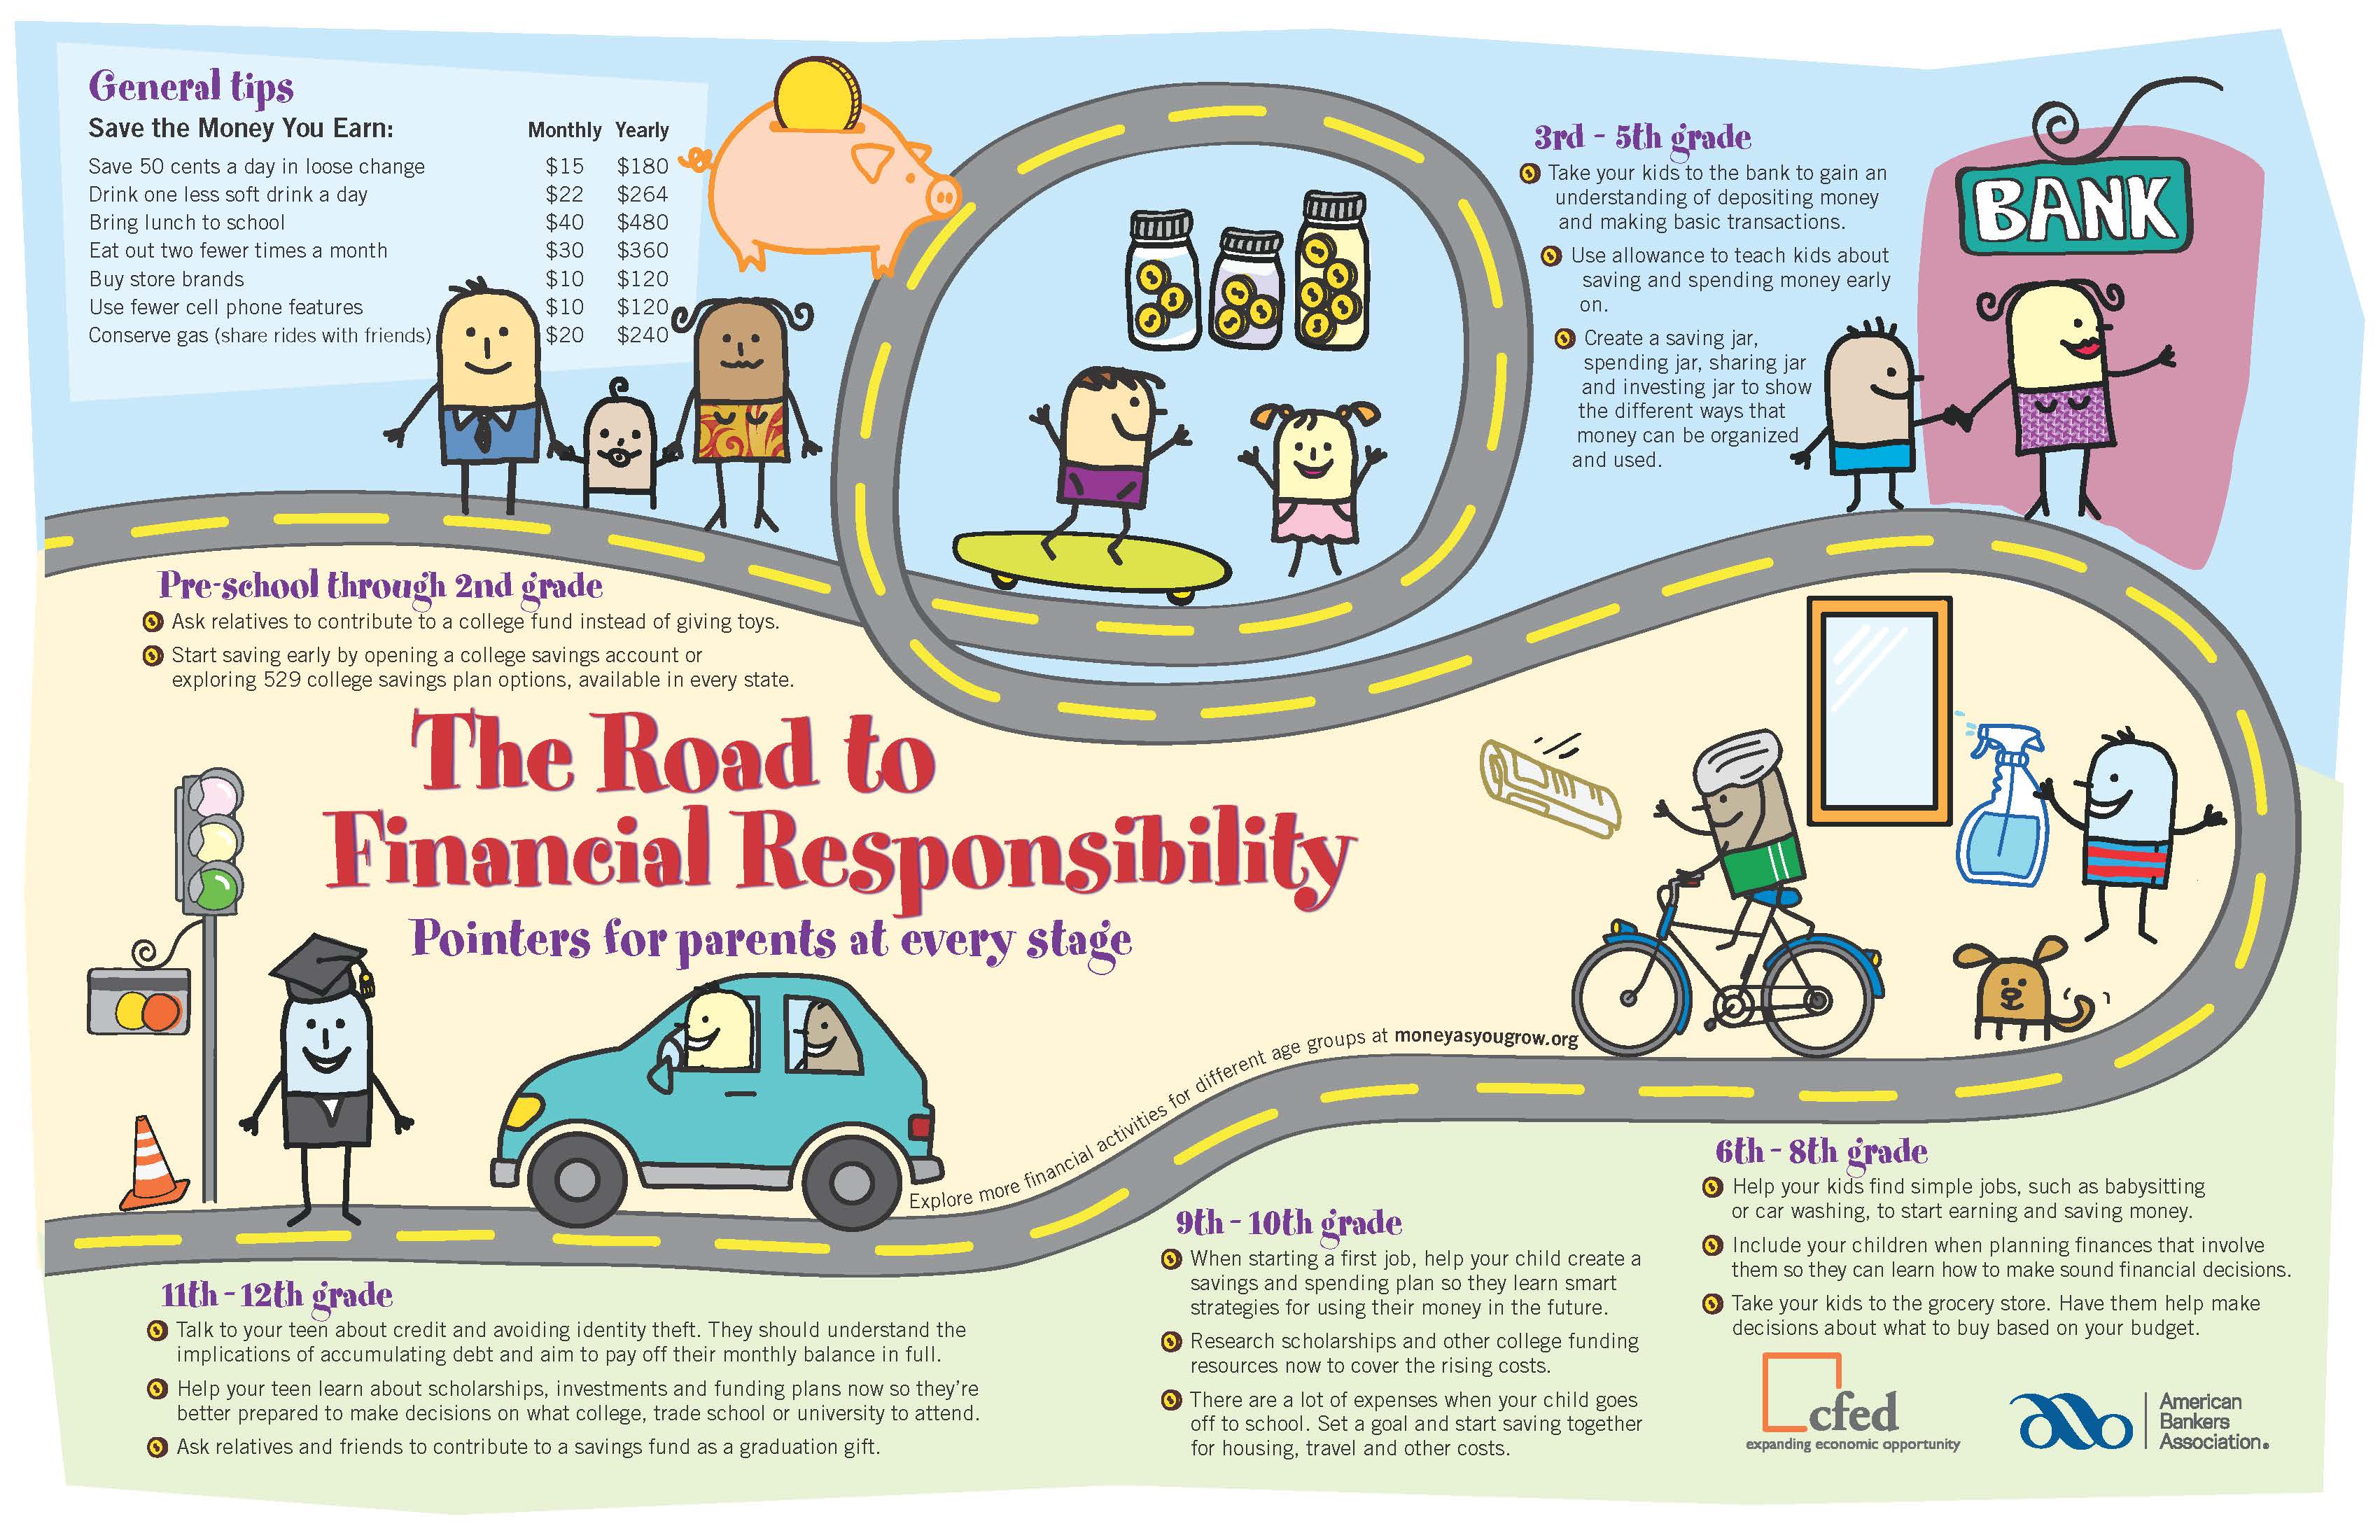 General tips
Save the Money You Earn: Monthly Yearly
Save 50 cents a day in loose change $15 $180
Drink one less soft drink a day $22 $264
Bring lunch to school $40 $480
Eat out two fewer times a month $30 $360
Buy store brands $10 $120
Use fewer cell phone features $10 $120
Conserve gas (share rides with friends) $20 $240
Pre-school through 2nd grade
Ask relatives to contribute to a college fund instead of giving toys.
Start saving early by opening a college savings account or
exploring 529 college savings plan options, available in every state.
3rd - 5th grade
Take your kids to the bank to gain an
understanding of depositing money
and making basic transactions.
Use allowance to teach kids about
saving and spending money early
on.
Create a saving jar,
spending jar, sharing jar
and investing jar to show
the different ways that
money can be organized
and used.
BANK
The Road to
Financial Responsibility
Pointers for parents at every stage
Explore more financial activities for different age groups at moneyasyougrow.org
6th - 8th grade
Help your kids find simple jobs, such as babysitting
or car washing, to start earning and saving money.
Include your children when planning finances that involve
them so they can learn how to make sound financial decisions.
Take your kids to the grocery store. Have them help make
decisions about what to buy based on your budget.
9th - 10th grade
When starting a first job, help your child create a
savings and spending plan so they learn smart
strategies for using their money in the future.
Research scholarships and other college funding
resources now to cover the rising costs.
There are a lot of expenses when your child goes
off to school. Set a goal and start saving together
for housing, travel and other costs.
11th - 12th grade
Talk to your teen about credit and avoiding identity theft. They should understand the
implications of accumulating debt and aim to pay off their monthly balance in full.
Help your teen learn about scholarships, investments and funding plans now so they're
better prepared to make decisions on what college, trade school or university to attend.
Ask relatives and friends to contribute to a savings fund as a graduation gift.
cfed
expanding economic opportunity
American
Bankers
Association®